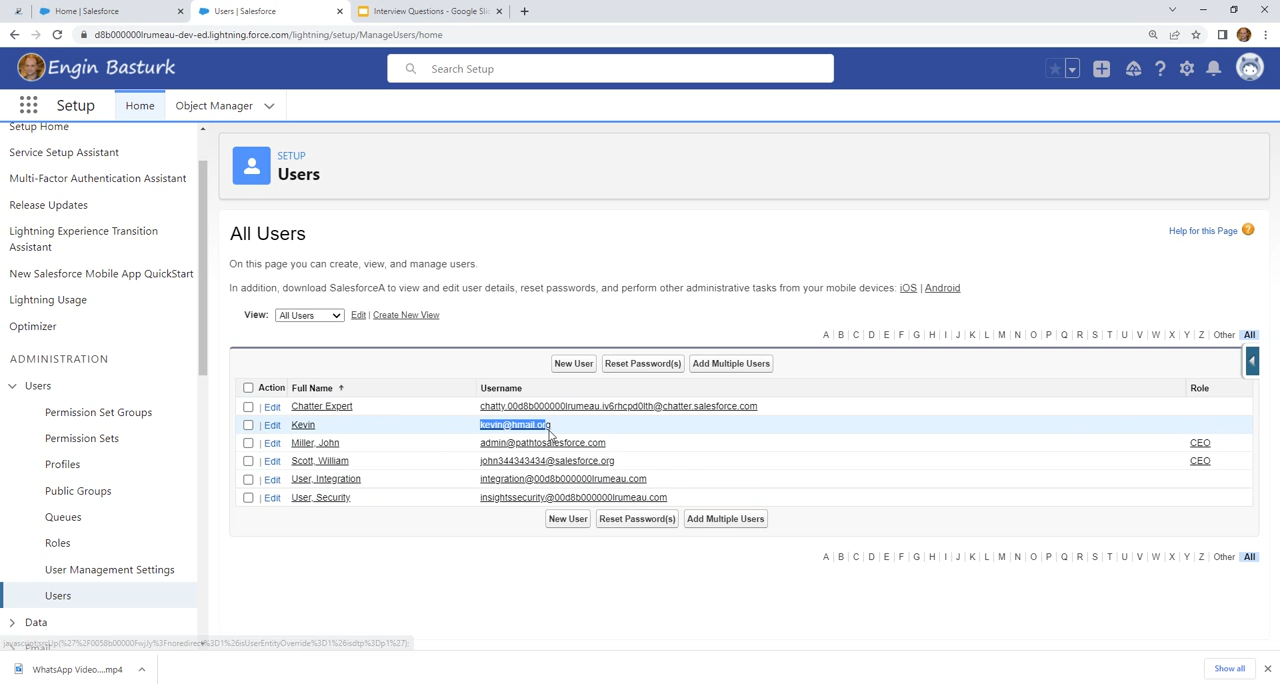 Home | Salesforce
Users | Salesforce
Interview Questions - Google Sli
d8b000000lrumeau-dev-ed.lightning.force.com/lightning/setup/ManageUsers/home
Engin Basturk
Search Setup
Setup
Home
Object Manager
Setup Home
Service Setup Assistant
Multi-Factor Authentication Assistant
Release Updates
Lightning Experience Transition
Assistant
New Salesforce Mobile App QuickStart
Lightning Usage
Optimizer
ADMINISTRATION
Users
Permission Set Groups
Permission Sets
Profiles
Public Groups
Queues
Roles
User Management Settings
Users
Data
SETUP
Users
All Users
Help for this Page ?
On this page you can create, view, and manage users.
In addition, download SalesforceA to view and edit user details, reset passwords, and perform other administrative tasks from your mobile devices: iOS | Android
View: All Users Edit | Create New View
A | B | C | D | E | F | G | H | I | J | K | L | M | N | O | P | Q | R | S | T | U | V | W | X | Y | Z | Other | All
New User Reset Password(s) Add Multiple Users
Action Full Name ↑ Username Role
| Edit Chatter Expert chatty.00d8b000000lrumeau.iv6rhcpd0lth@chatter.salesforce.com
| Edit Kevin kevin@hmail.org
| Edit Miller, John admin@pathtosalesforce.com CEO
| Edit Scott, William john344343434@salesforce.org CEO
| Edit User, Integration integration@00d8b000000lrumeau.com
| Edit User, Security insightssecurity@00d8b000000lrumeau.com
New User Reset Password(s) Add Multiple Users
A | B | C | D | E | F | G | H | I | J | K | L | M | N | O | P | Q | R | S | T | U | V | W | X | Y | Z | Other | All
WhatsApp Video....mp4
Show all